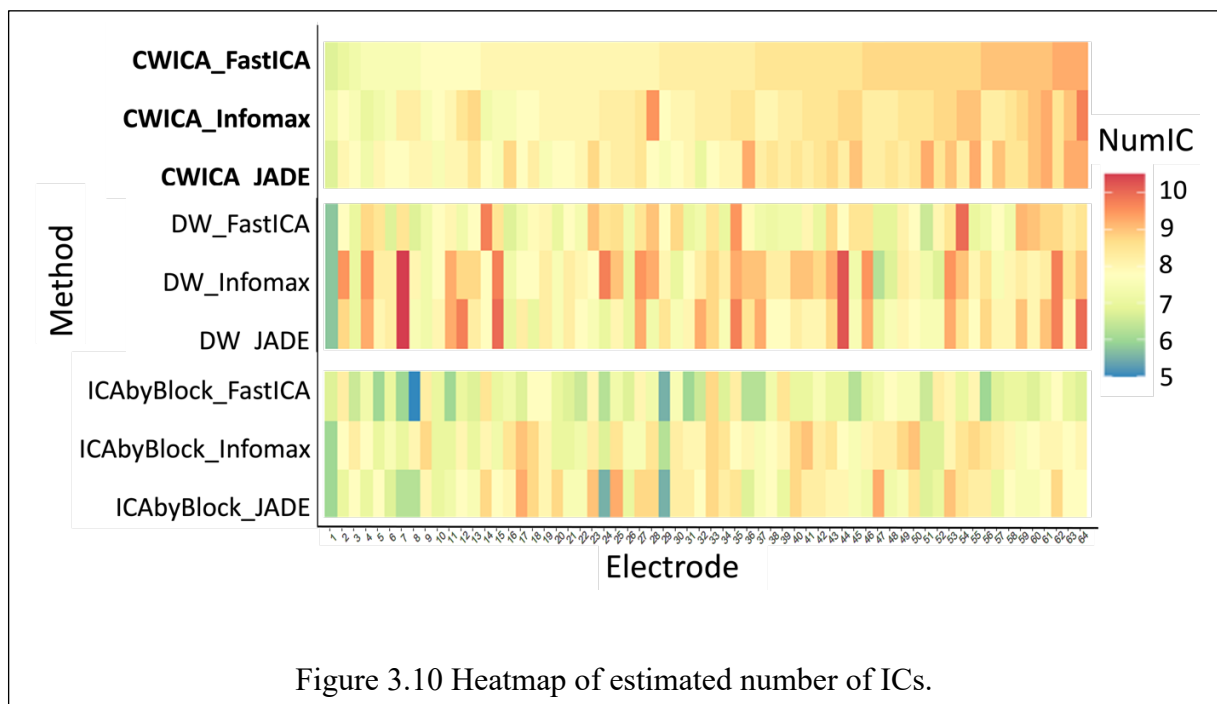 CWICA_FastICA
CWICA_Infomax
CWICA JADE
DW_FastICA
DW_Infomax
DW JADE
ICAbyBlock_FastICA
ICAbyBlock_Infomax
ICAbyBlock_JADE
Method
1 2 3 4 5 6 7 8 9 10 11 12 13 14 15 16 17 18 19 20 21 22 23 24 25 26 27 28 29 30 31 32 33 34 35 36 37 38 39 40 41 42 43 44 45 46 47 48 49 50 51 52 53 54 55 56 57 58 59 60 61 62 63 64
Electrode
NumIC
10
9
8
7
6
5
Figure 3.10 Heatmap of estimated number of ICs.